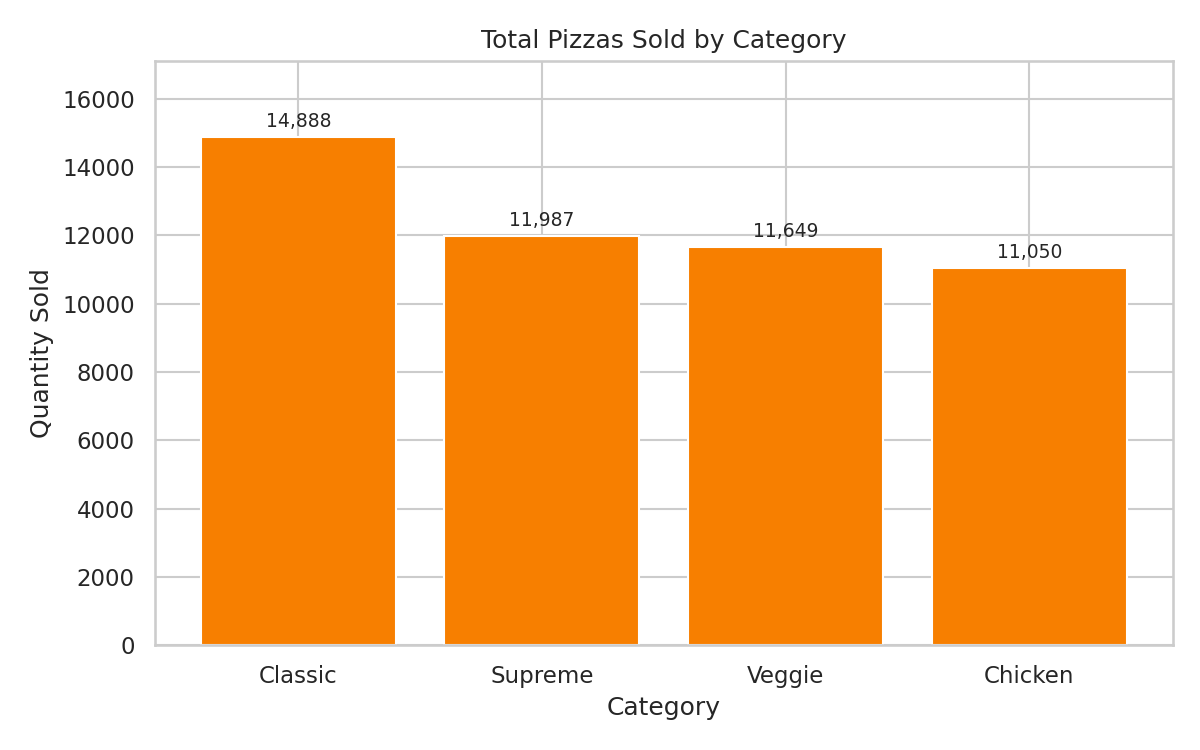 Total Pizzas Sold by Category
Quantity Sold
16000
14000
12000
10000
8000
6000
4000
2000
0
14,888
11,987
11,649
11,050
Classic
Supreme
Veggie
Chicken
Category